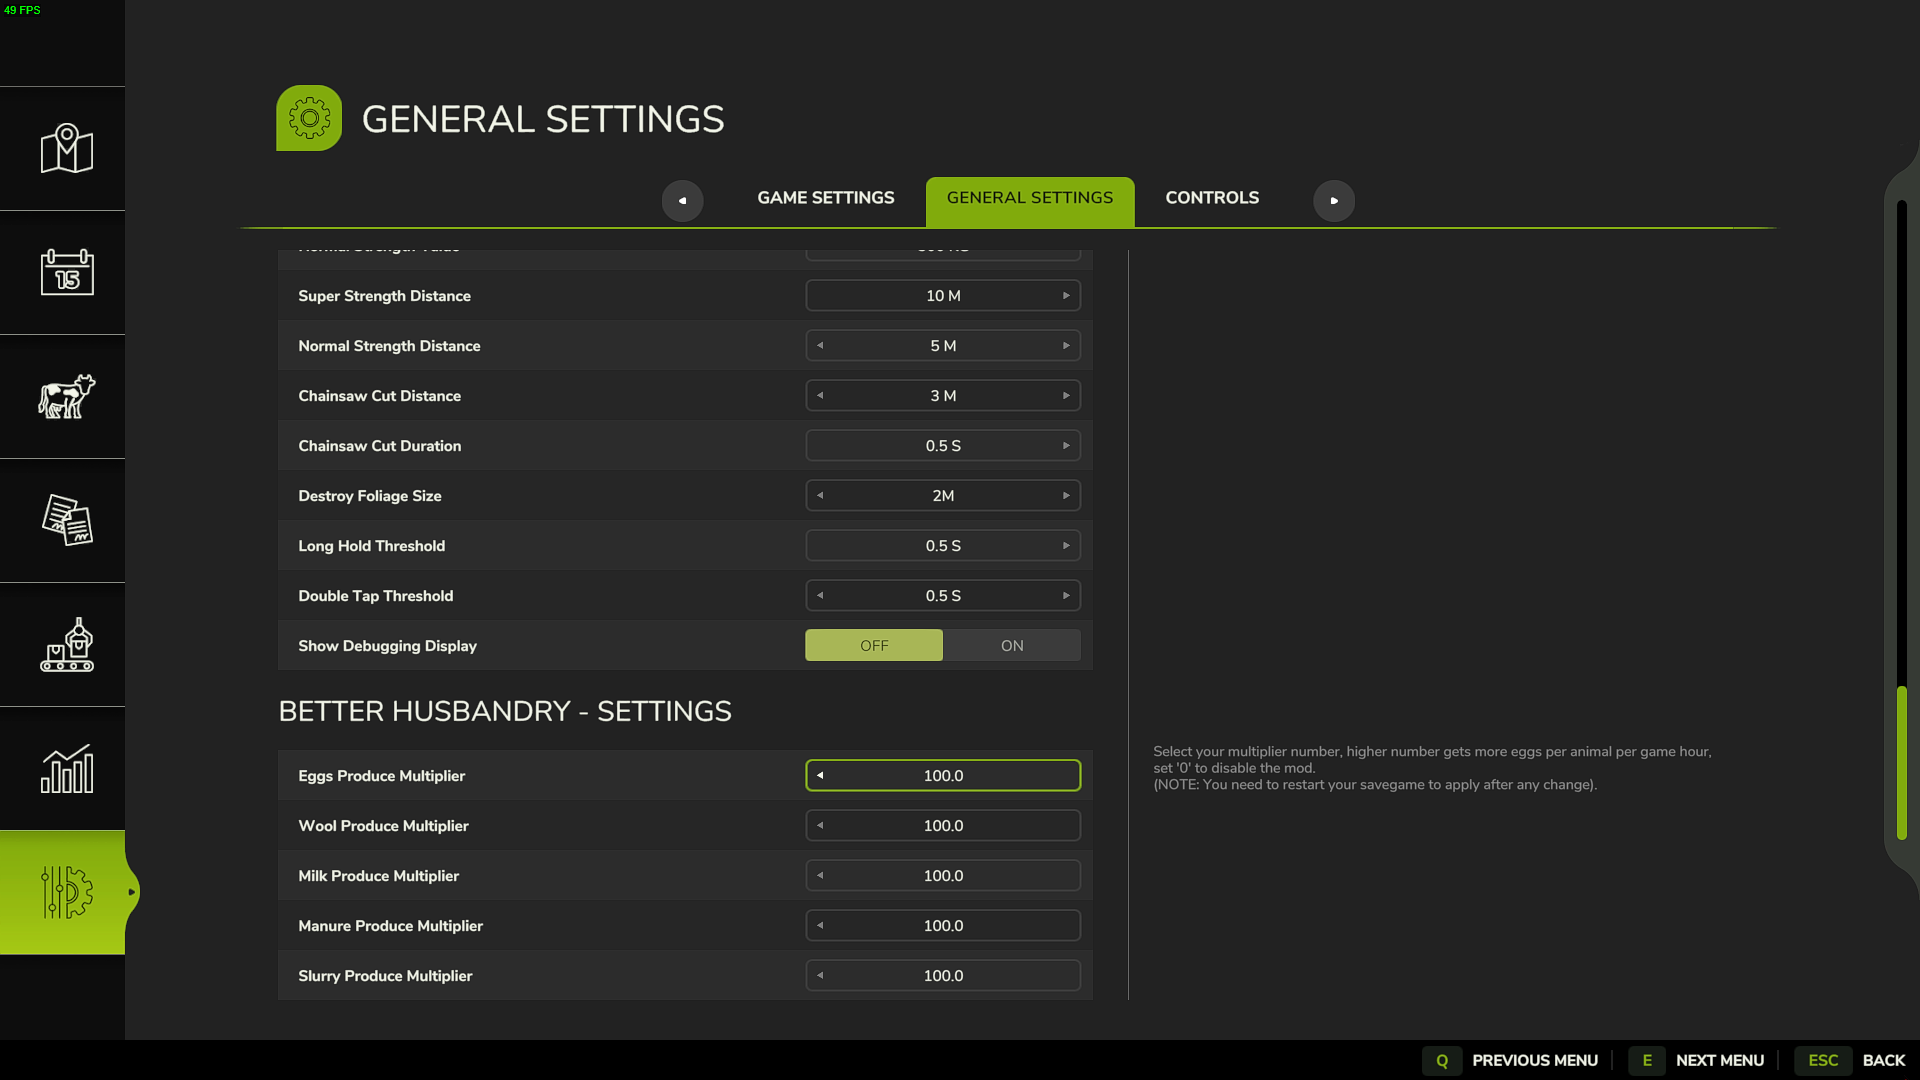 49 FPS
GENERAL SETTINGS
GAME SETTINGS
GENERAL SETTINGS
CONTROLS
15
Super Strength Distance
10 M
Normal Strength Distance
5 M
Chainsaw Cut Distance
3 M
Chainsaw Cut Duration
0.5 S
Destroy Foliage Size
2M
Long Hold Threshold
0.5 S
Double Tap Threshold
0.5 S
Show Debugging Display
OFF
ON
BETTER HUSBANDRY - SETTINGS
Eggs Produce Multiplier
100.0
Wool Produce Multiplier
100.0
Milk Produce Multiplier
100.0
Manure Produce Multiplier
100.0
Slurry Produce Multiplier
100.0
Select your multiplier number, higher number gets more eggs per animal per game hour,
set '0' to disable the mod.
(NOTE: You need to restart your savegame to apply after any change).
Q PREVIOUS MENU
E NEXT MENU
ESC BACK